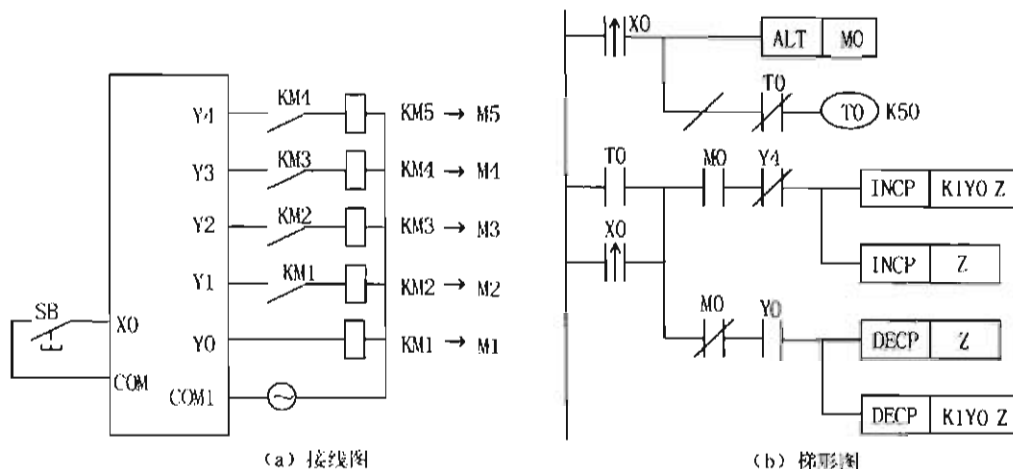 KM4
Y4
KM5 → M5
KM3
Y3
KM4 → M4
KM2
Y2
KM3 → M3
KM1
Y1
KM2 → M2
SB
X0
Y0
KM1 → M1
COM
COM1
(a) 接线图
X0
ALT M0
T0
T0 K50
T0 M0 Y4
INCP K1Y0 Z
X0
INCP Z
M0 Y0
DECP Z
DECP K1Y0 Z
(b) 梯形图